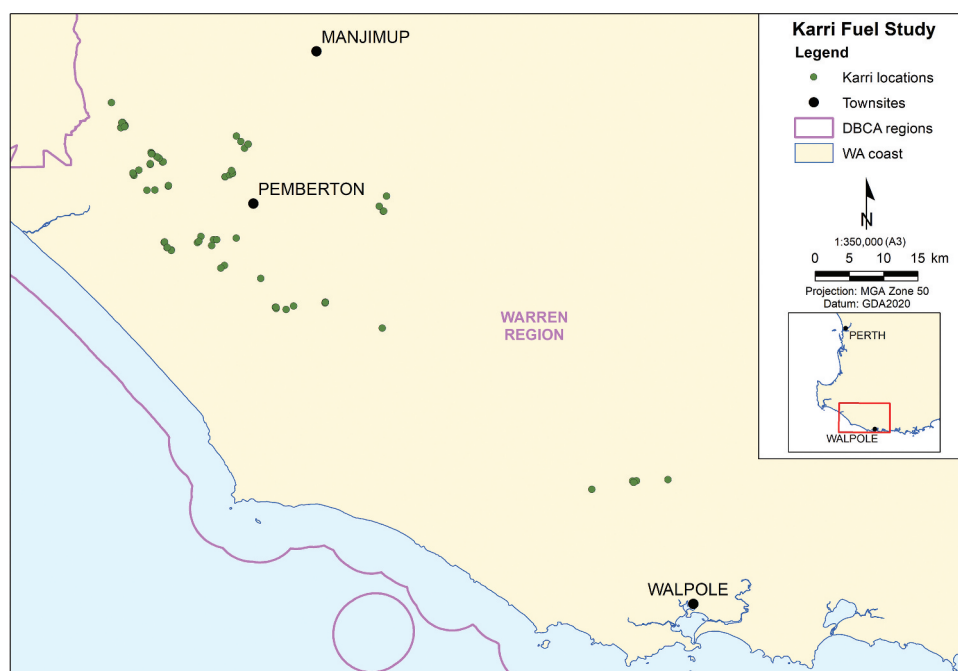 MANJIMUP
PEMBERTON
WARREN
REGION
WALPOLE
Karri Fuel Study
Legend
Karri locations
Townsites
DBCA regions
WA coast
N
1:350,000 (A3)
0 5 10 15 km
Projection: MGA Zone 50
Datum: GDA2020
PERTH
WALPOLE